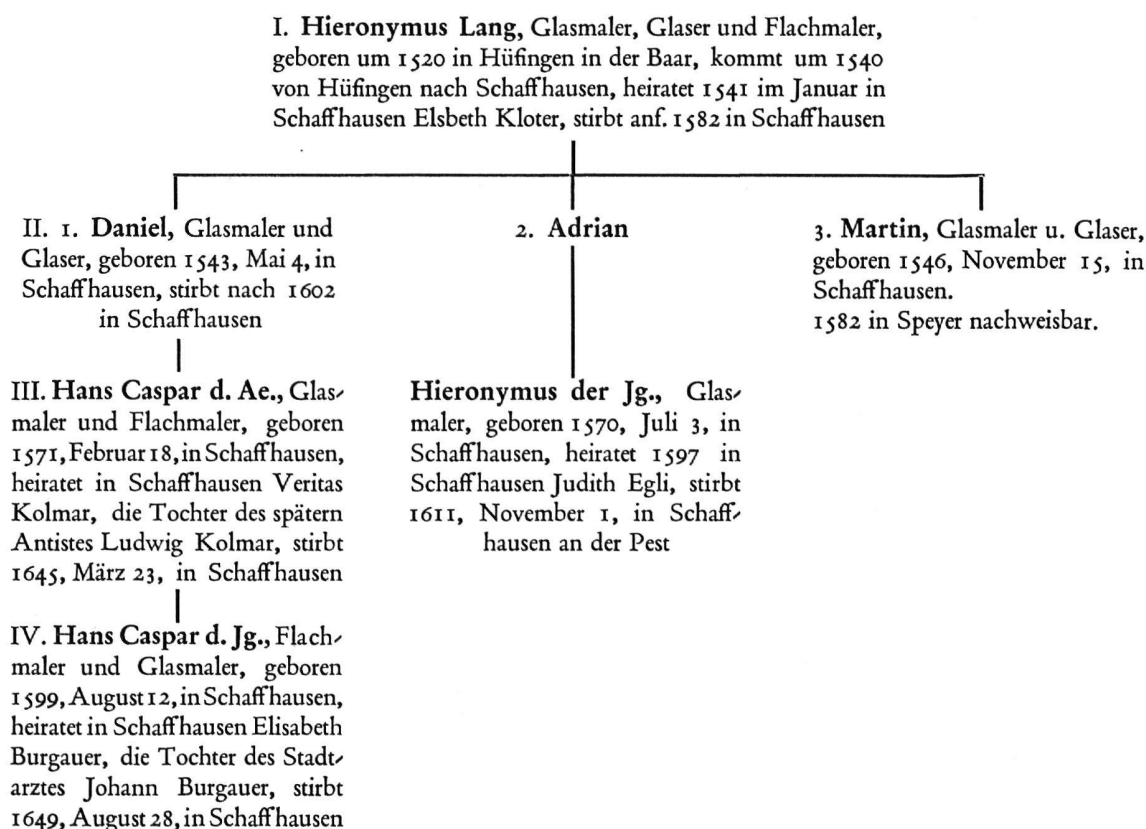 I. Hieronymus Lang, Glasmaler, Glaser und Flachmaler,
geboren um 1520 in Hüfingen in der Baar, kommt um 1540
von Hüfingen nach Schaffhausen, heiratet 1541 im Januar in
Schaffhausen Elsbeth Kloter, stirbt anf. 1582 in Schaffhausen
II. 1. Daniel, Glasmaler und
Glaser, geboren 1543, Mai 4, in
Schaffhausen, stirbt nach 1602
in Schaffhausen
2. Adrian
3. Martin, Glasmaler u. Glaser,
geboren 1546, November 15, in
Schaffhausen.
1582 in Speyer nachweisbar.
III. Hans Caspar d. Ae., Glas-
maler und Flachmaler, geboren
1571, Februar 18, in Schaffhausen,
heiratet in Schaffhausen Veritas
Kolmar, die Tochter des spätern
Antistes Ludwig Kolmar, stirbt
1645, März 23, in Schaffhausen
Hieronymus der Jg., Glas-
maler, geboren 1570, Juli 3, in
Schaffhausen, heiratet 1597 in
Schaffhausen Judith Egli, stirbt
1611, November 1, in Schaff-
hausen an der Pest
IV. Hans Caspar d. Jg., Flach-
maler und Glasmaler, geboren
1599, August 12, in Schaffhausen,
heiratet in Schaffhausen Elisabeth
Burgauer, die Tochter des Stadt-
arztes Johann Burgauer, stirbt
1649, August 28, in Schaffhausen